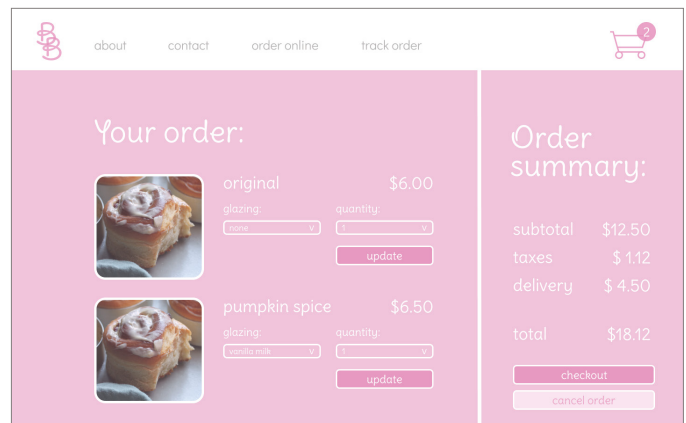 BB
about contact order online track order
2
Your order:
original $6.00
glazing: quantity:
none v 1 v
update
pumpkin spice $6.50
glazing: quantity:
vanilla milk v 1 v
update
Order
summary:
subtotal $12.50
taxes $ 1.12
delivery $ 4.50
total $18.12
checkout
cancel order